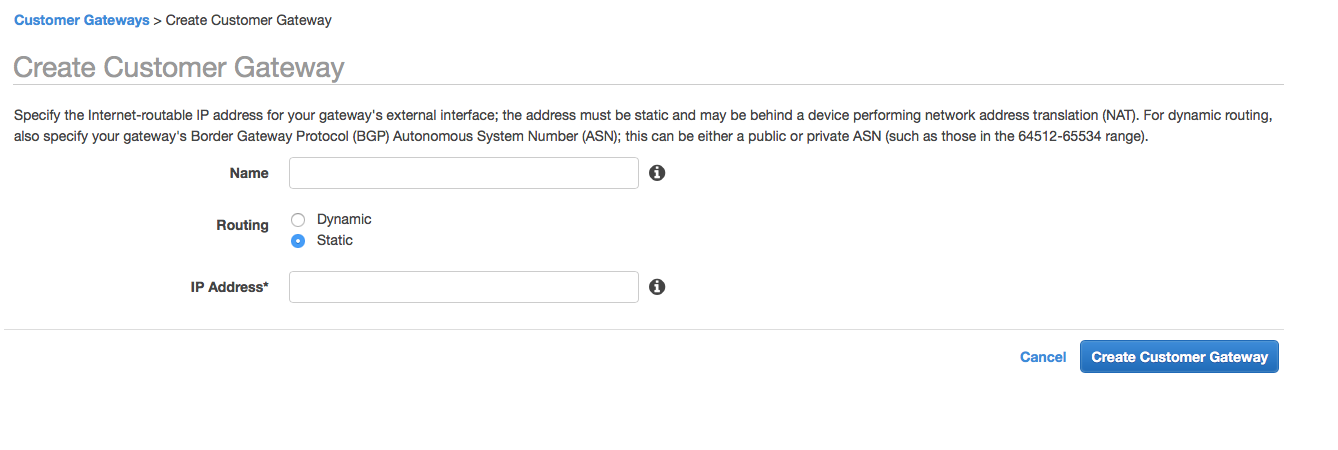 Customer Gateways > Create Customer Gateway
Create Customer Gateway
Specify the Internet-routable IP address for your gateway's external interface; the address must be static and may be behind a device performing network address translation (NAT). For dynamic routing,
also specify your gateway's Border Gateway Protocol (BGP) Autonomous System Number (ASN); this can be either a public or private ASN (such as those in the 64512-65534 range).
Name
Routing
Dynamic
Static
IP Address*
Cancel
Create Customer Gateway